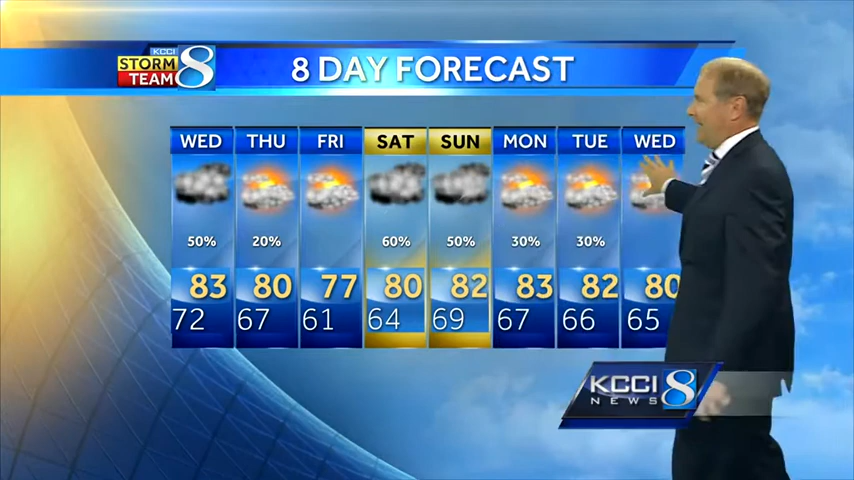 KCCI
STORM
TEAM 8
8 DAY FORECAST
WED THU FRI SAT SUN MON TUE WED
50% 20% 60% 50% 30% 30%
83 80 77 80 82 83 82 80
72 67 61 64 69 67 66 65
KCCI 8
NEWS